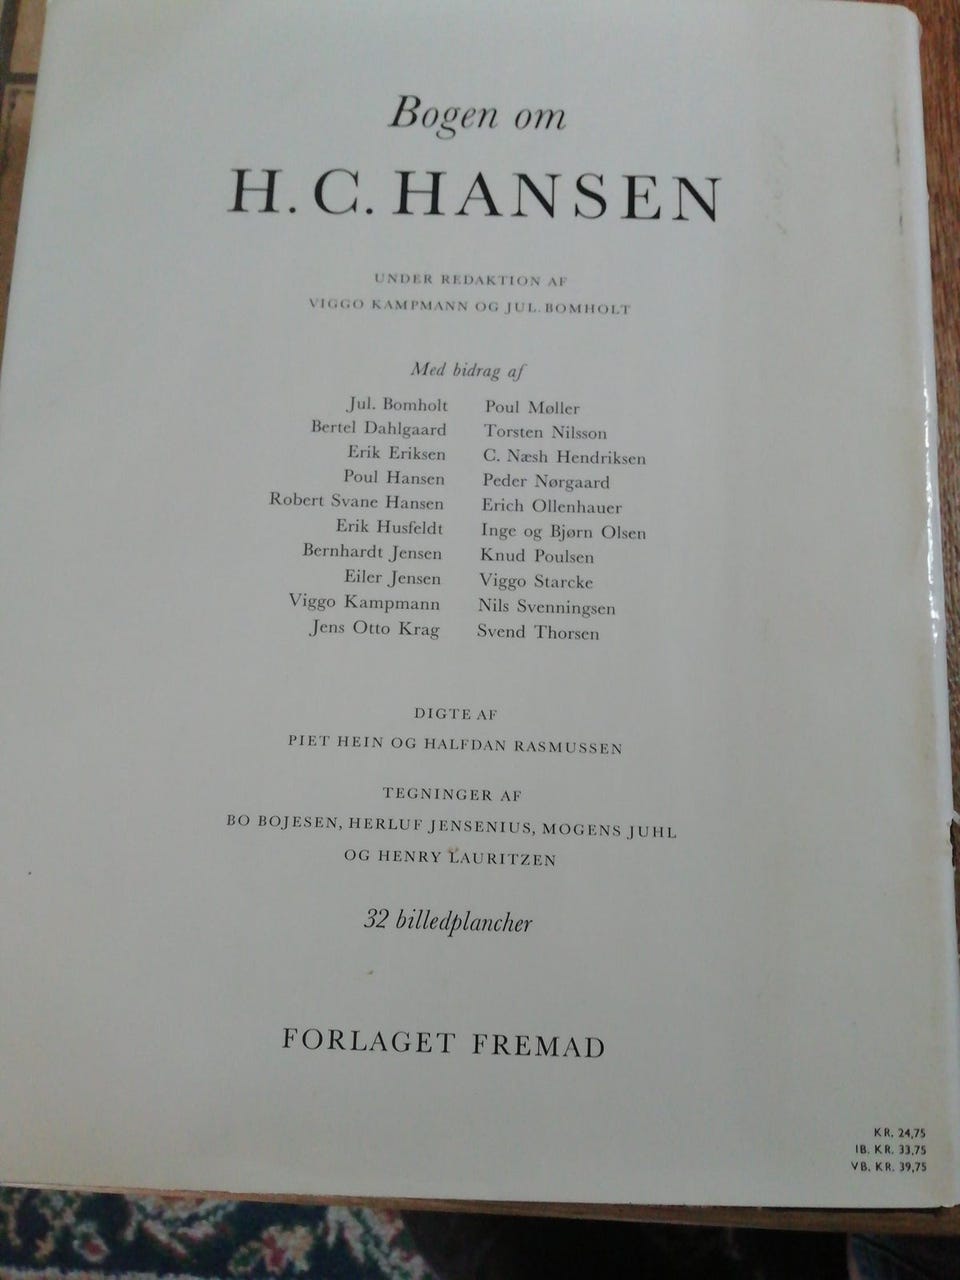 Bogen om
H. C. HANSEN
UNDER REDAKTION AF
VIGGO KAMPMANN OG JUL. BOMHOLT
Med bidrag af
Jul. Bomholt
Bertel Dahlgaard
Erik Eriksen
Poul Hansen
Robert Svane Hansen
Erik Husfeldt
Bernhardt Jensen
Eiler Jensen
Viggo Kampmann
Jens Otto Krag
Poul Møller
Torsten Nilsson
C. Næsh Hendriksen
Peder Nørgaard
Erich Ollenhauer
Inge og Bjørn Olsen
Knud Poulsen
Viggo Starcke
Nils Svenningsen
Svend Thorsen
DIGTE AF
PIET HEIN OG HALFDAN RASMUSSEN
TEGNINGER AF
BO BOJESEN, HERLUF JENSENIUS, MOGENS JUHL
OG HENRY LAURITZEN
32 billedplancher
FORLAGET FREMAD
KR. 24,75
IB. KR. 33,75
VB. KR. 39,75